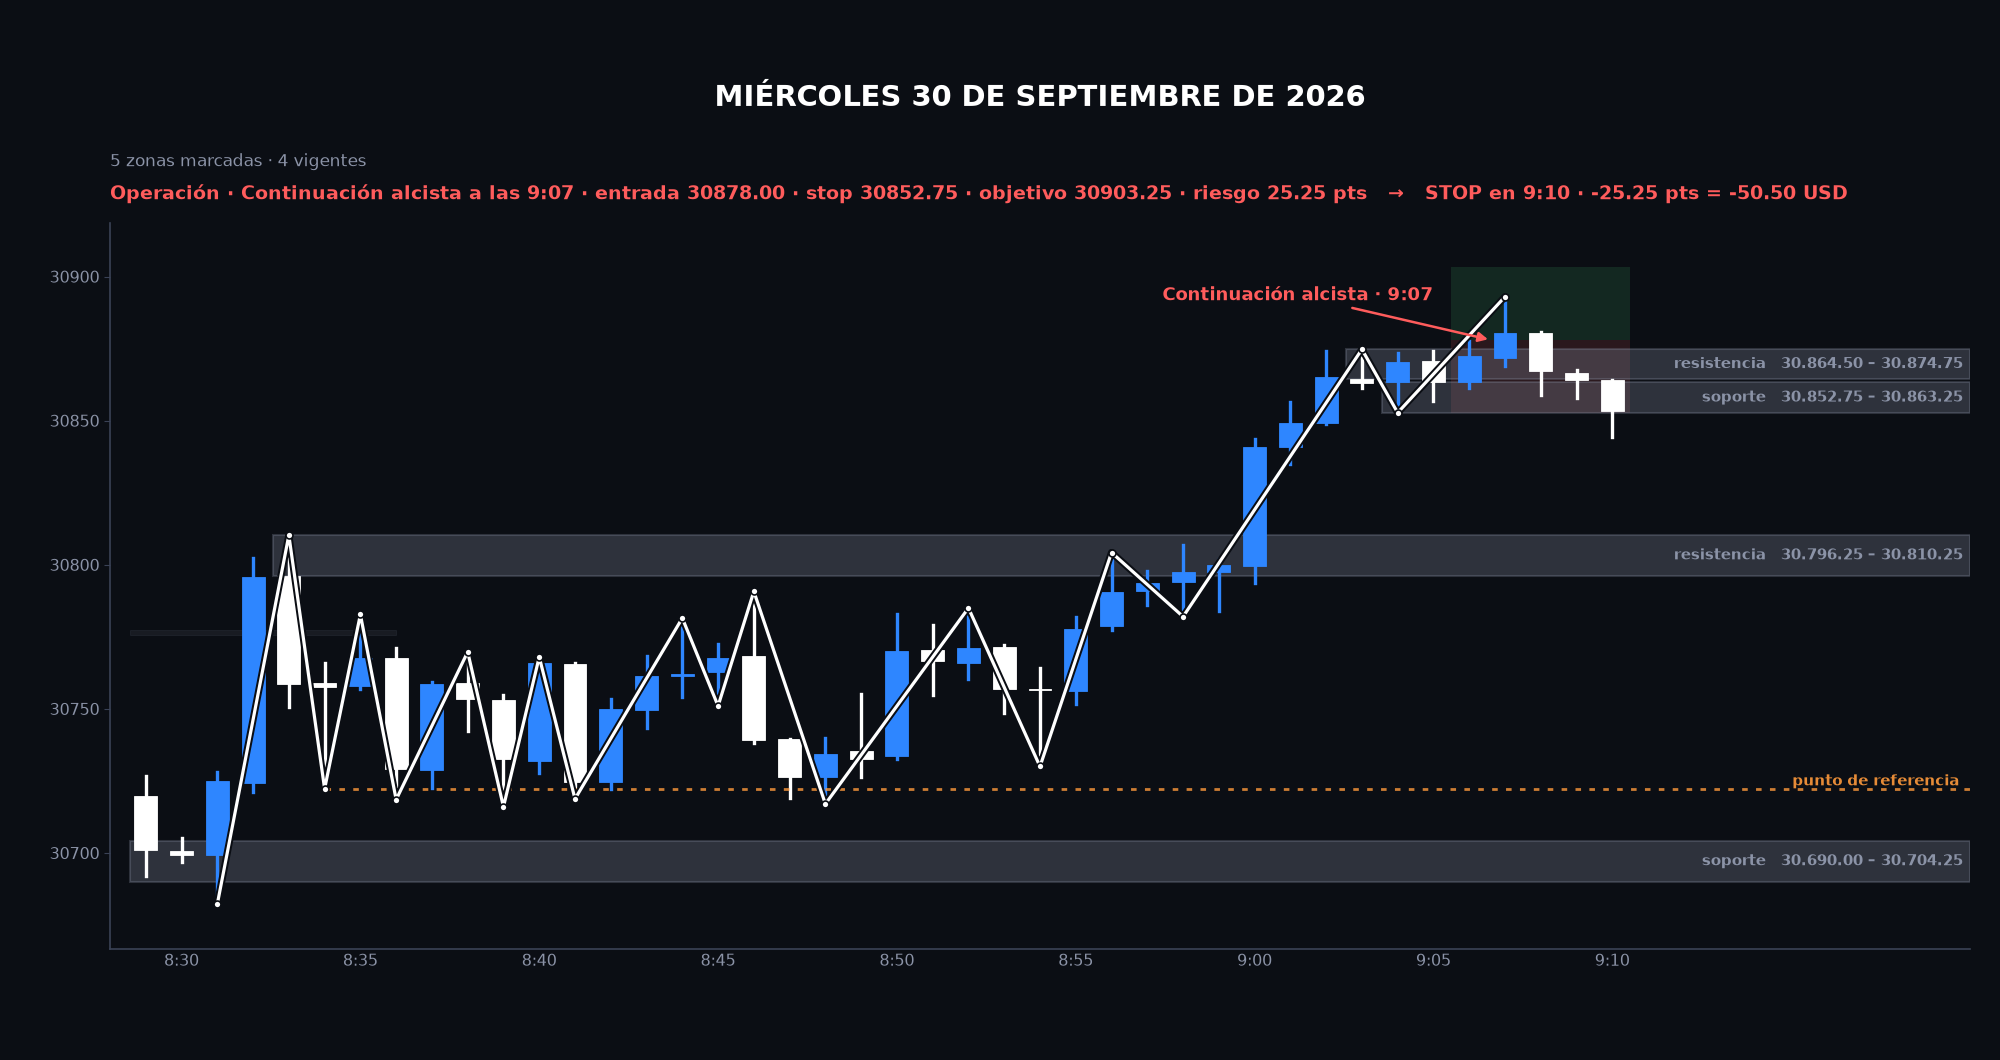 MIÉRCOLES 30 DE SEPTIEMBRE DE 2026
5 zonas marcadas · 4 vigentes
Operación · Continuación alcista a las 9:07 · entrada 30878.00 · stop 30852.75 · objetivo 30903.25 · riesgo 25.25 pts → STOP en 9:10 · -25.25 pts = -50.50 USD
30900
Continuación alcista · 9:07
resistencia 30.864.50 – 30.874.75
soporte 30.852.75 – 30.863.25
30850
resistencia 30.796.25 – 30.810.25
30800
30750
punto de referencia
soporte 30.690.00 – 30.704.25
30700
8:30 8:35 8:40 8:45 8:50 8:55 9:00 9:05 9:10